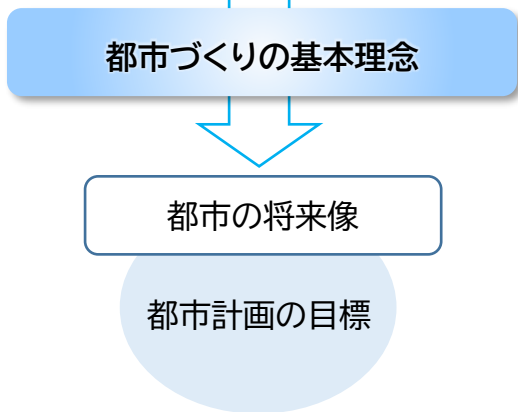 都市づくりの基本理念
都市の将来像
都市計画の目標